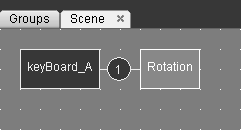 Groups Scene ×
keyBoard_A 1 Rotation